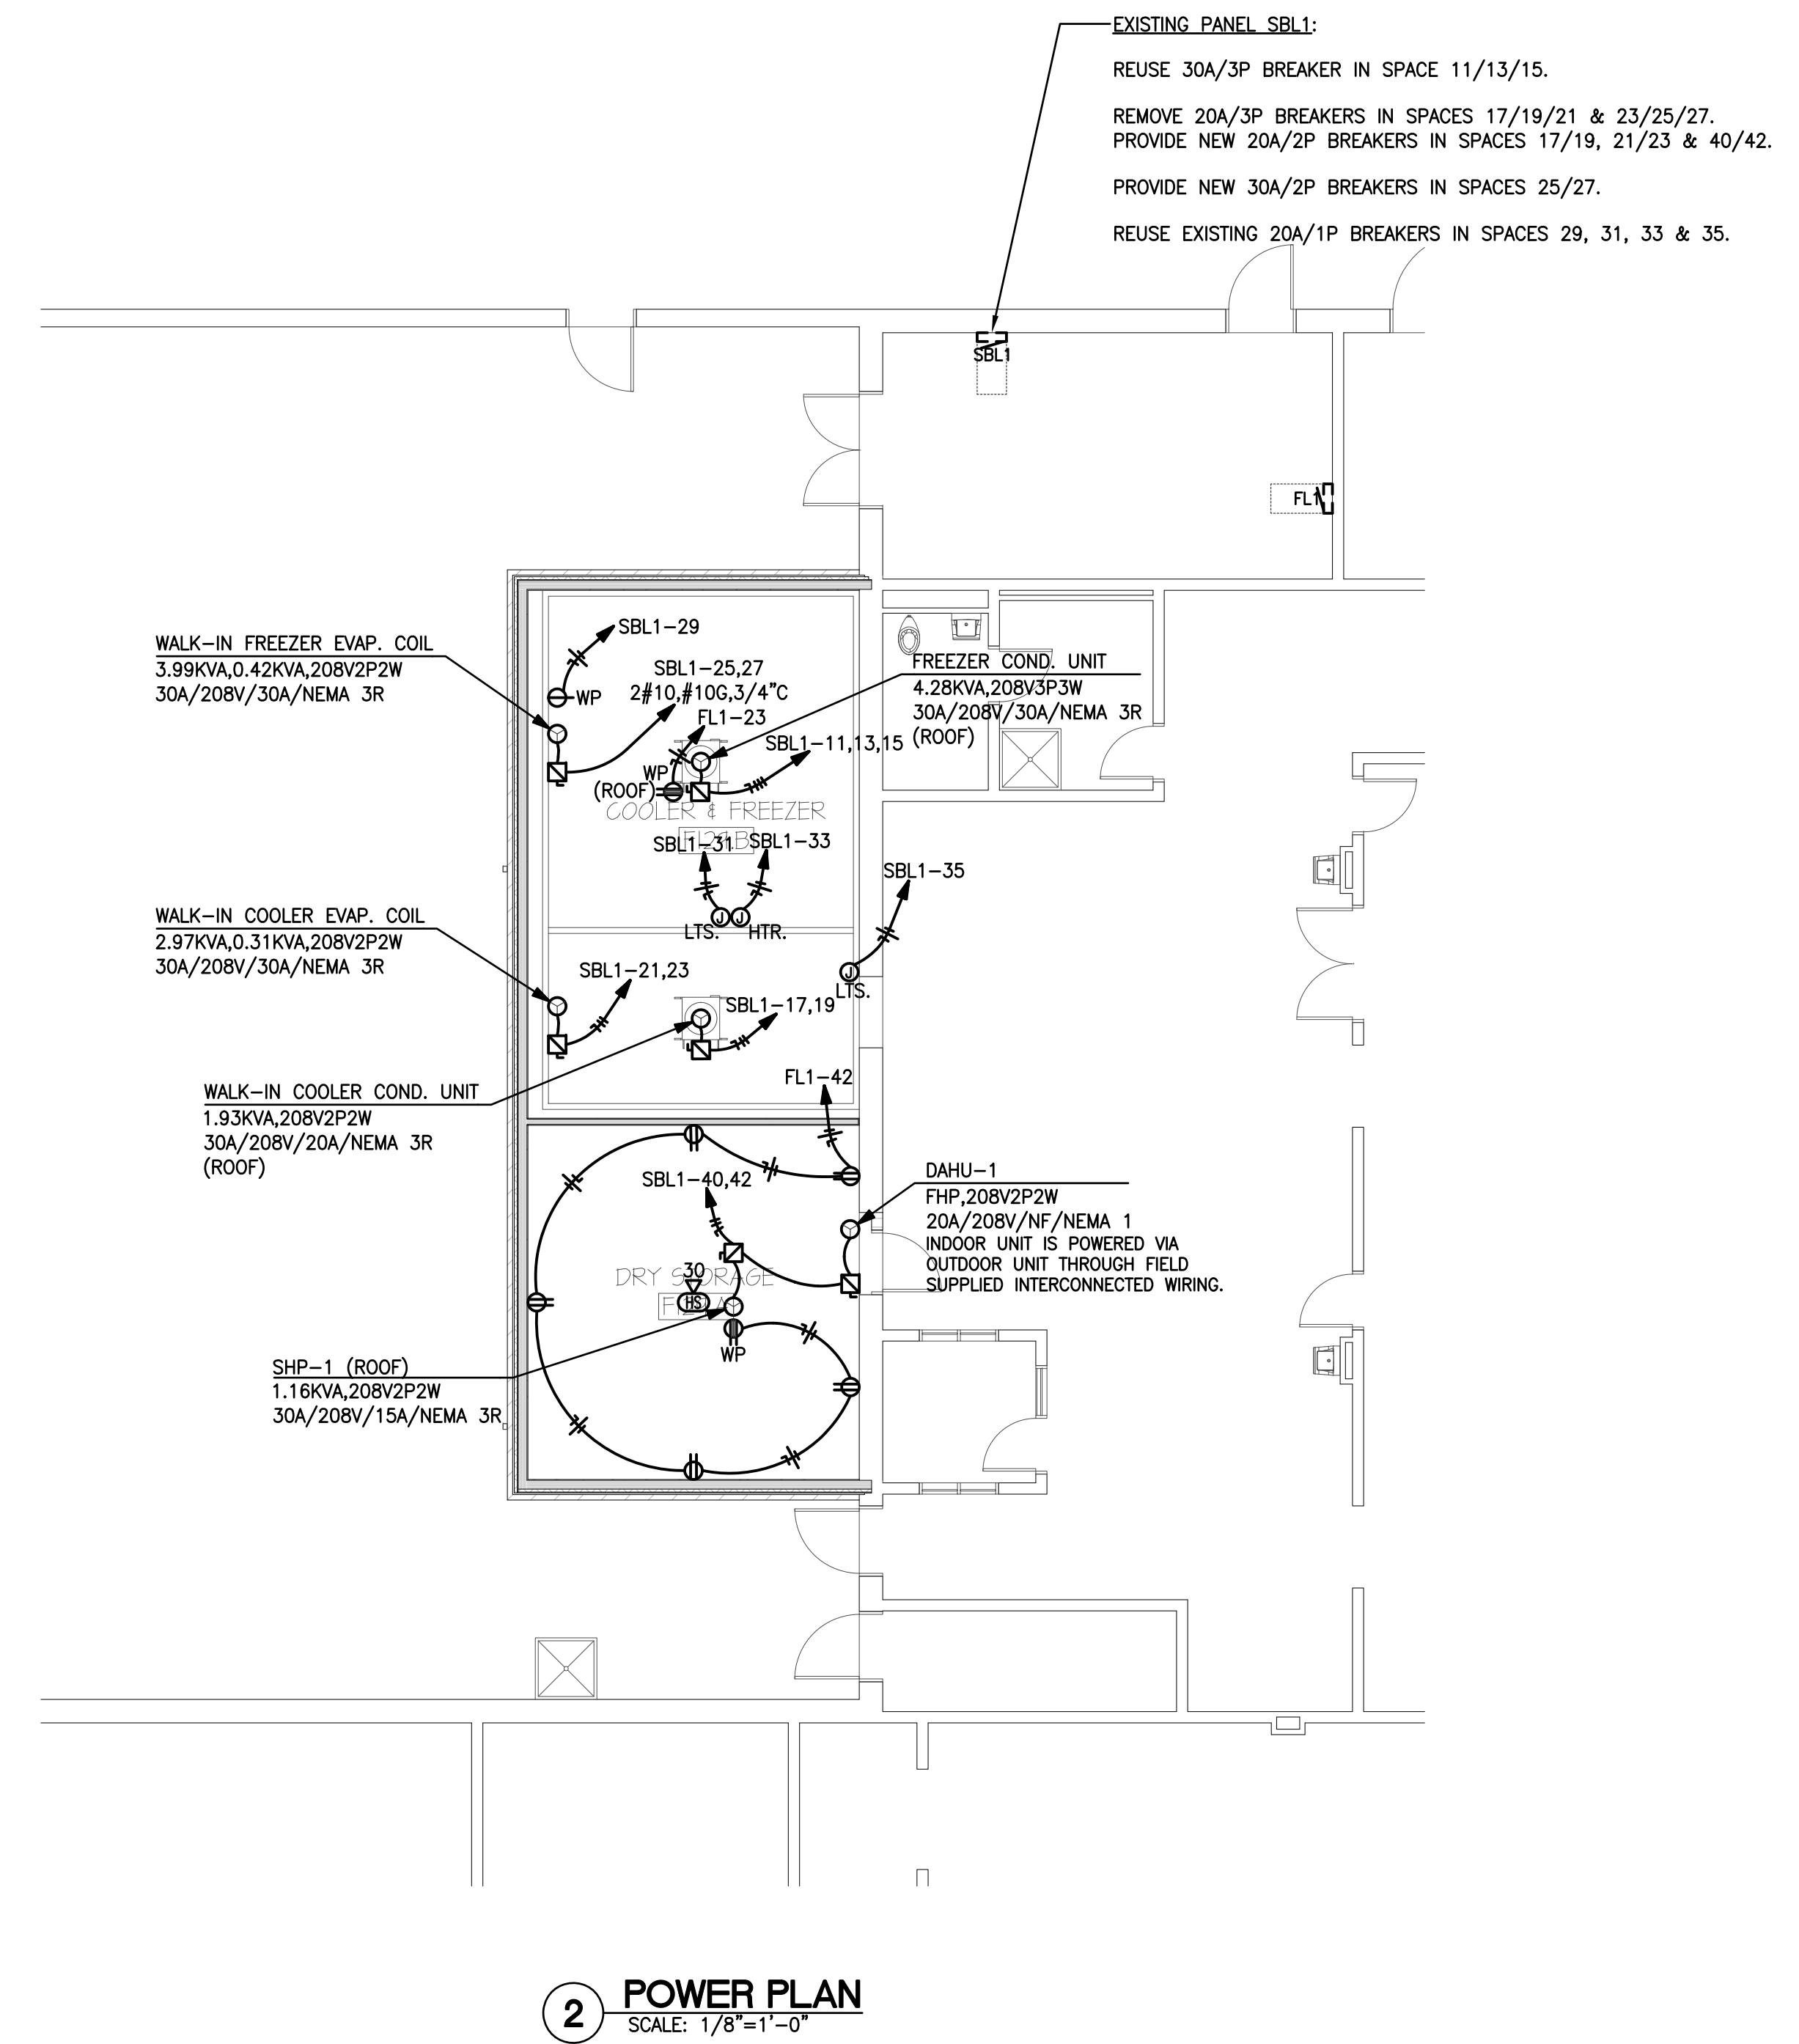 EXISTING PANEL SBL1:
REUSE 30A/3P BREAKER IN SPACE 11/13/15.
REMOVE 20A/3P BREAKERS IN SPACES 17/19/21 & 23/25/27.
PROVIDE NEW 20A/2P BREAKERS IN SPACES 17/19, 21/23 & 40/42.
PROVIDE NEW 30A/2P BREAKERS IN SPACES 25/27.
REUSE EXISTING 20A/1P BREAKERS IN SPACES 29, 31, 33 & 35.
SBL1
FL1
WALK-IN FREEZER EVAP. COIL
3.99KVA,0.42KVA,208V2P2W
30A/208V/30A/NEMA 3R
SBL1-29
WP
SBL1-25,27
2#10,#10G,3/4"C
FL1-23
FREEZER COND. UNIT
4.28KVA,208V3P3W
30A/208V/30A/NEMA 3R
(ROOF)
SBL1-11,13,15
WP
(ROOF)
COOLER & FREEZER
SBL1-31
SBL1-33
J
J
LTS.
HTR.
SBL1-35
J
LTS.
WALK-IN COOLER EVAP. COIL
2.97KVA,0.31KVA,208V2P2W
30A/208V/30A/NEMA 3R
SBL1-21,23
SBL1-17,19
WALK-IN COOLER COND. UNIT
1.93KVA,208V2P2W
30A/208V/20A/NEMA 3R
(ROOF)
FL1-42
SBL1-40,42
DAHU-1
FHP,208V2P2W
20A/208V/NF/NEMA 1
INDOOR UNIT IS POWERED VIA
OUTDOOR UNIT THROUGH FIELD
SUPPLIED INTERCONNECTED WIRING.
30
DRY STORAGE
HS
WP
SHP-1 (ROOF)
1.16KVA,208V2P2W
30A/208V/15A/NEMA 3R
2
POWER PLAN
SCALE: 1/8"=1'-0"